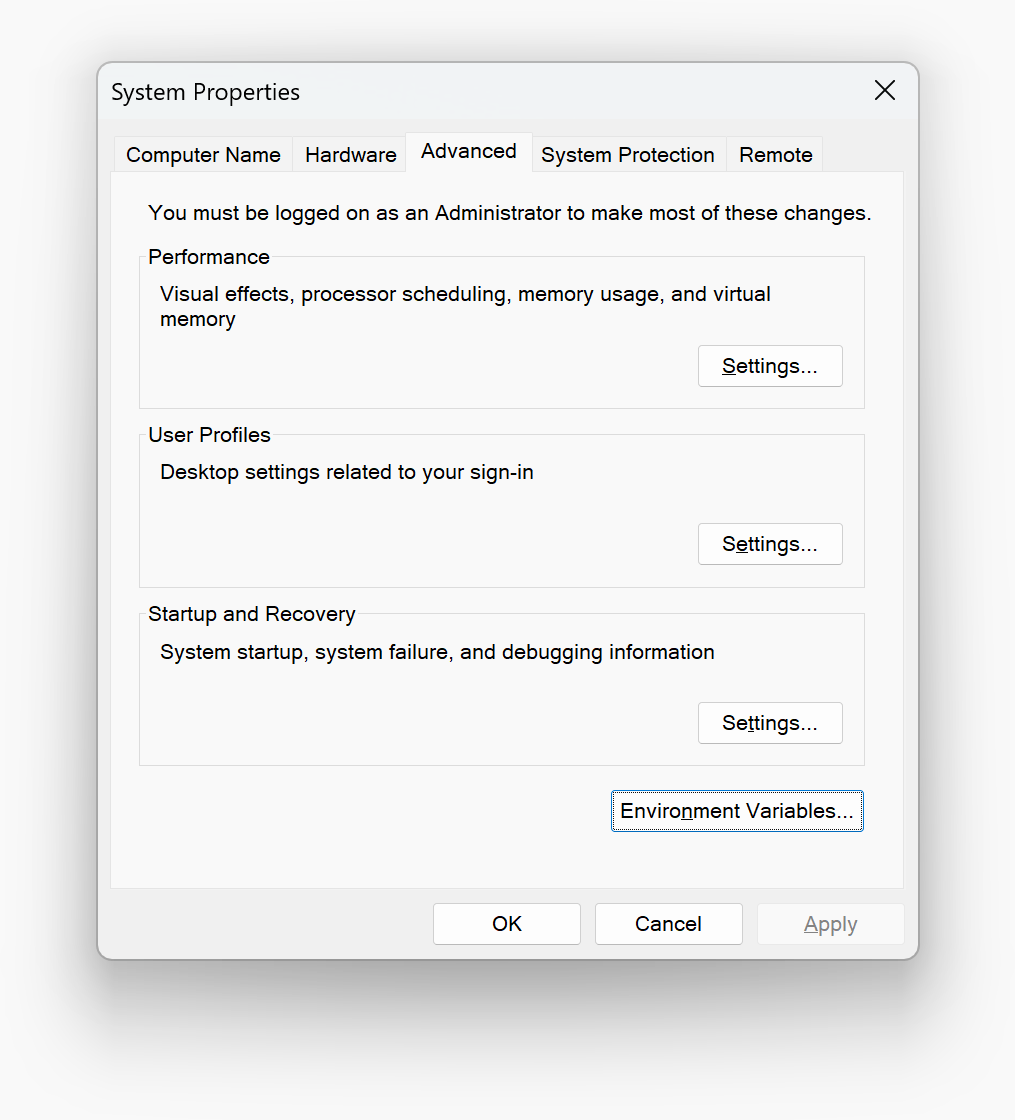 System Properties
Computer Name
Hardware
Advanced
System Protection
Remote
You must be logged on as an Administrator to make most of these changes.
Performance
Visual effects, processor scheduling, memory usage, and virtual
memory
Settings...
User Profiles
Desktop settings related to your sign-in
Settings...
Startup and Recovery
System startup, system failure, and debugging information
Settings...
Environment Variables...
OK
Cancel
Apply